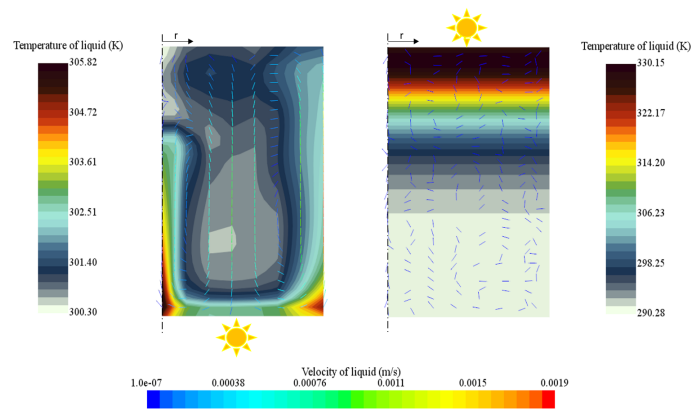 r
r
Temperature of liquid (K)
305.82
304.72
303.61
302.51
301.40
300.30
Temperature of liquid (K)
330.15
322.17
314.20
306.23
298.25
290.28
Velocity of liquid (m/s)
1.0e-07 0.00038 0.00076 0.0011 0.0015 0.0019